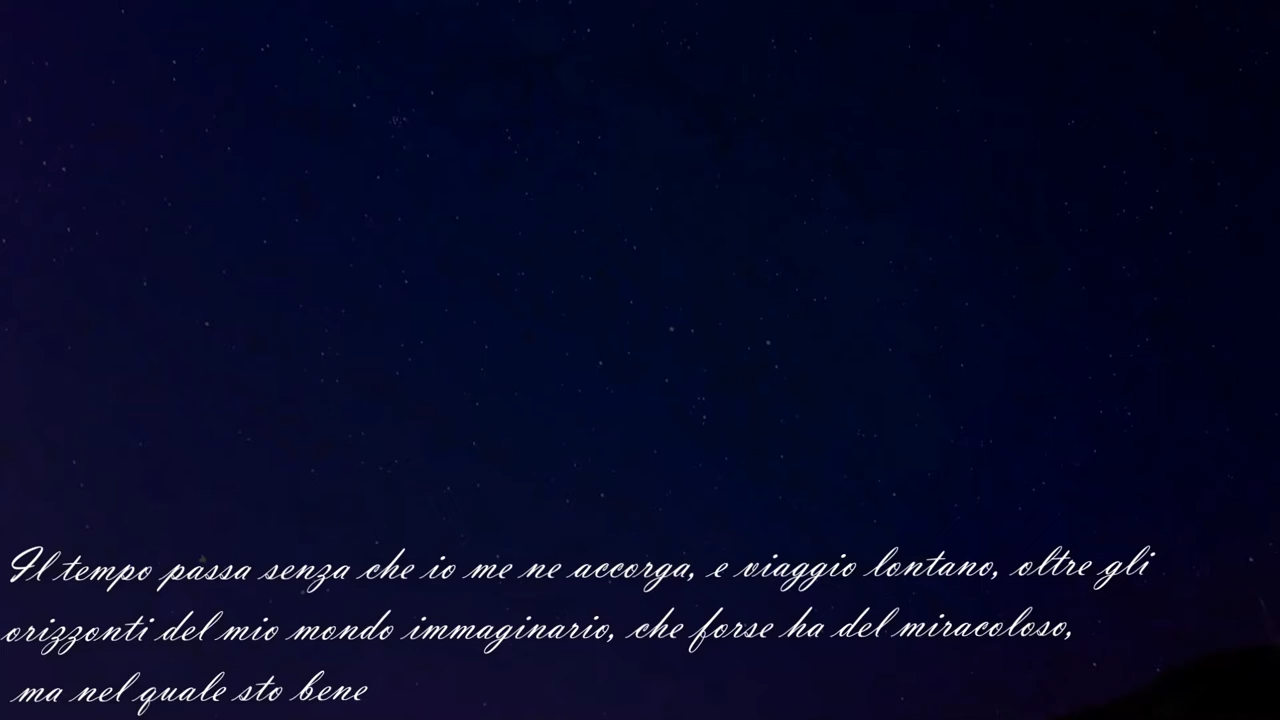 Il tempo passa senza che io me ne accorga, e viaggio lontano, oltre gli
orizzonti del mio mondo immaginario, che forse ha del miracoloso,
ma nel quale sto bene